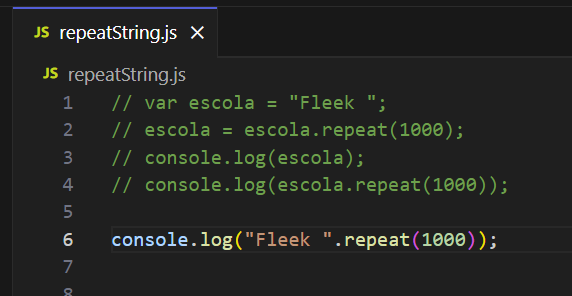 JS repeatString.js ×
JS repeatString.js
1 // var escola = "Fleek ";
2 // escola = escola.repeat(1000);
3 // console.log(escola);
4 // console.log(escola.repeat(1000));
5
6 console.log("Fleek ".repeat(1000));
7
8